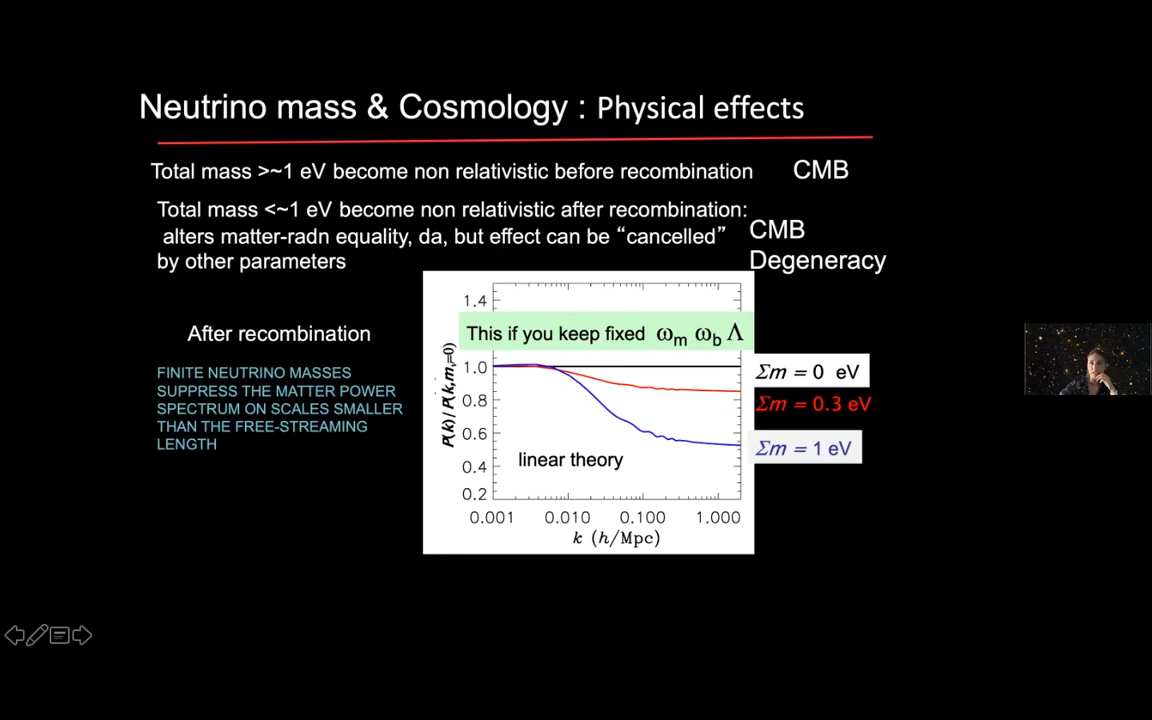 Neutrino mass & Cosmology : Physical effects
Total mass >~1 eV become non relativistic before recombination CMB
Total mass <~1 eV become non relativistic after recombination:
alters matter-radn equality, da, but effect can be “cancelled”
by other parameters
CMB
Degeneracy
After recombination
FINITE NEUTRINO MASSES
SUPPRESS THE MATTER POWER
SPECTRUM ON SCALES SMALLER
THAN THE FREE-STREAMING
LENGTH
1.4
This if you keep fixed ωm ωb Λ
1.0
0.8
0.6
0.4
0.2
linear theory
0.001 0.010 0.100 1.000
k (h/Mpc)
Σm = 0 eV
Σm = 0.3 eV
Σm = 1 eV